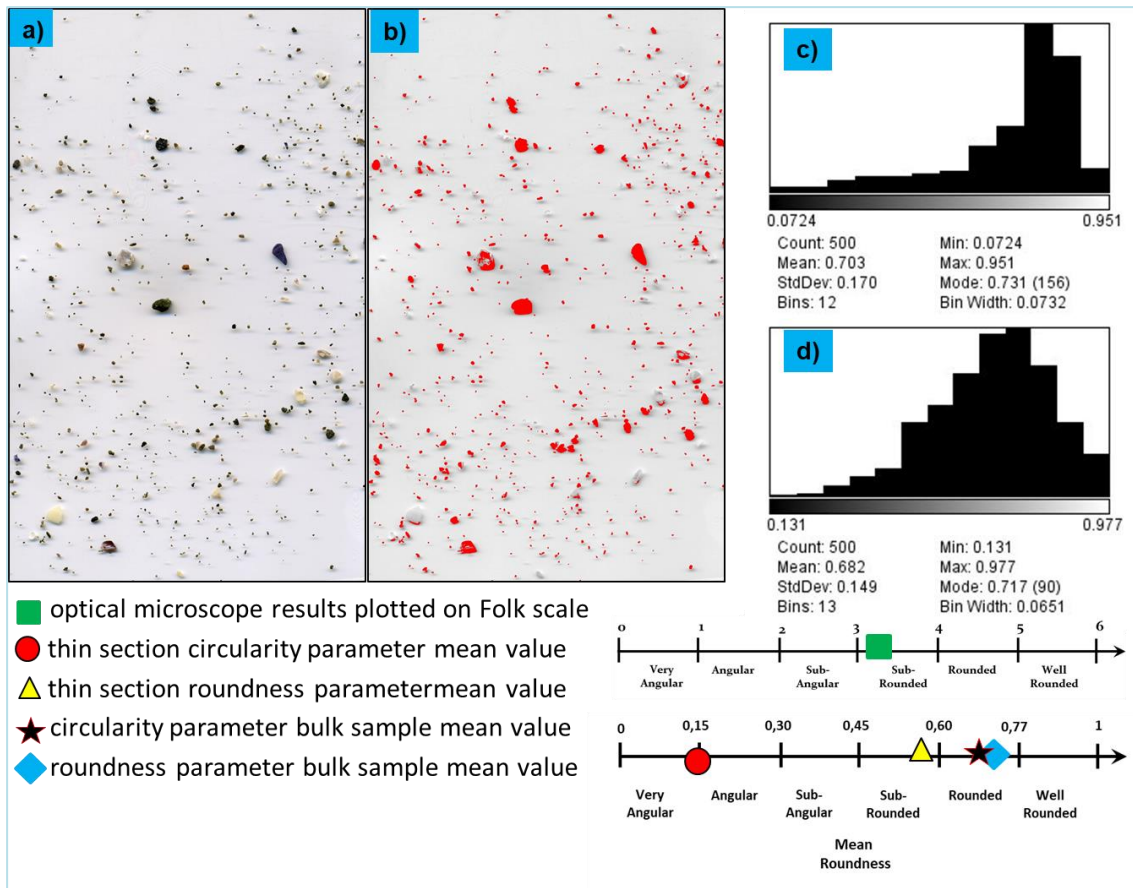 a)
b)
c)
0.0724 0.951
Count: 500 Min: 0.0724
Mean: 0.703 Max: 0.951
StdDev: 0.170 Mode: 0.731 (156)
Bins: 12 Bin Width: 0.0732
d)
0.131 0.977
Count: 500 Min: 0.131
Mean: 0.682 Max: 0.977
StdDev: 0.149 Mode: 0.717 (90)
Bins: 13 Bin Width: 0.0651
optical microscope results plotted on Folk scale
thin section circularity parameter mean value
thin section roundness parametermean value
circularity parameter bulk sample mean value
roundness parameter bulk sample mean value
0 1 2 3 4 5 6
Very Angular Sub- Sub- Rounded Well
Angular Angular Rounded Rounded
0 0,15 0,30 0,45 0,60 0,77 1
Very Angular Sub- Sub- Rounded Well
Angular Angular Rounded Rounded
Mean
Roundness